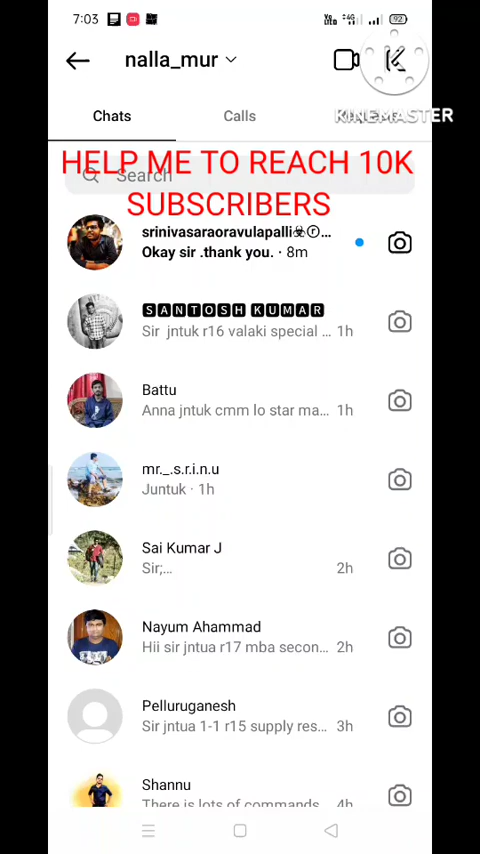 7:03
92
nalla_mur
KINEMASTER
Chats
Calls
HELP ME TO REACH 10K
Search
SUBSCRIBERS
srinivasaraoravulapalli☣ⓡ...
Okay sir .thank you. · 8m
SANTOSH KUMAR
Sir jntuk r16 valaki special ... 1h
Battu
Anna jntuk cmm lo star ma... 1h
mr._.s.r.i.n.u
Juntuk · 1h
Sai Kumar J
Sir;... 2h
Nayum Ahammad
Hii sir jntua r17 mba secon... 2h
Pelluruganesh
Sir jntua 1-1 r15 supply res... 3h
Shannu
There is lots of commands 4h